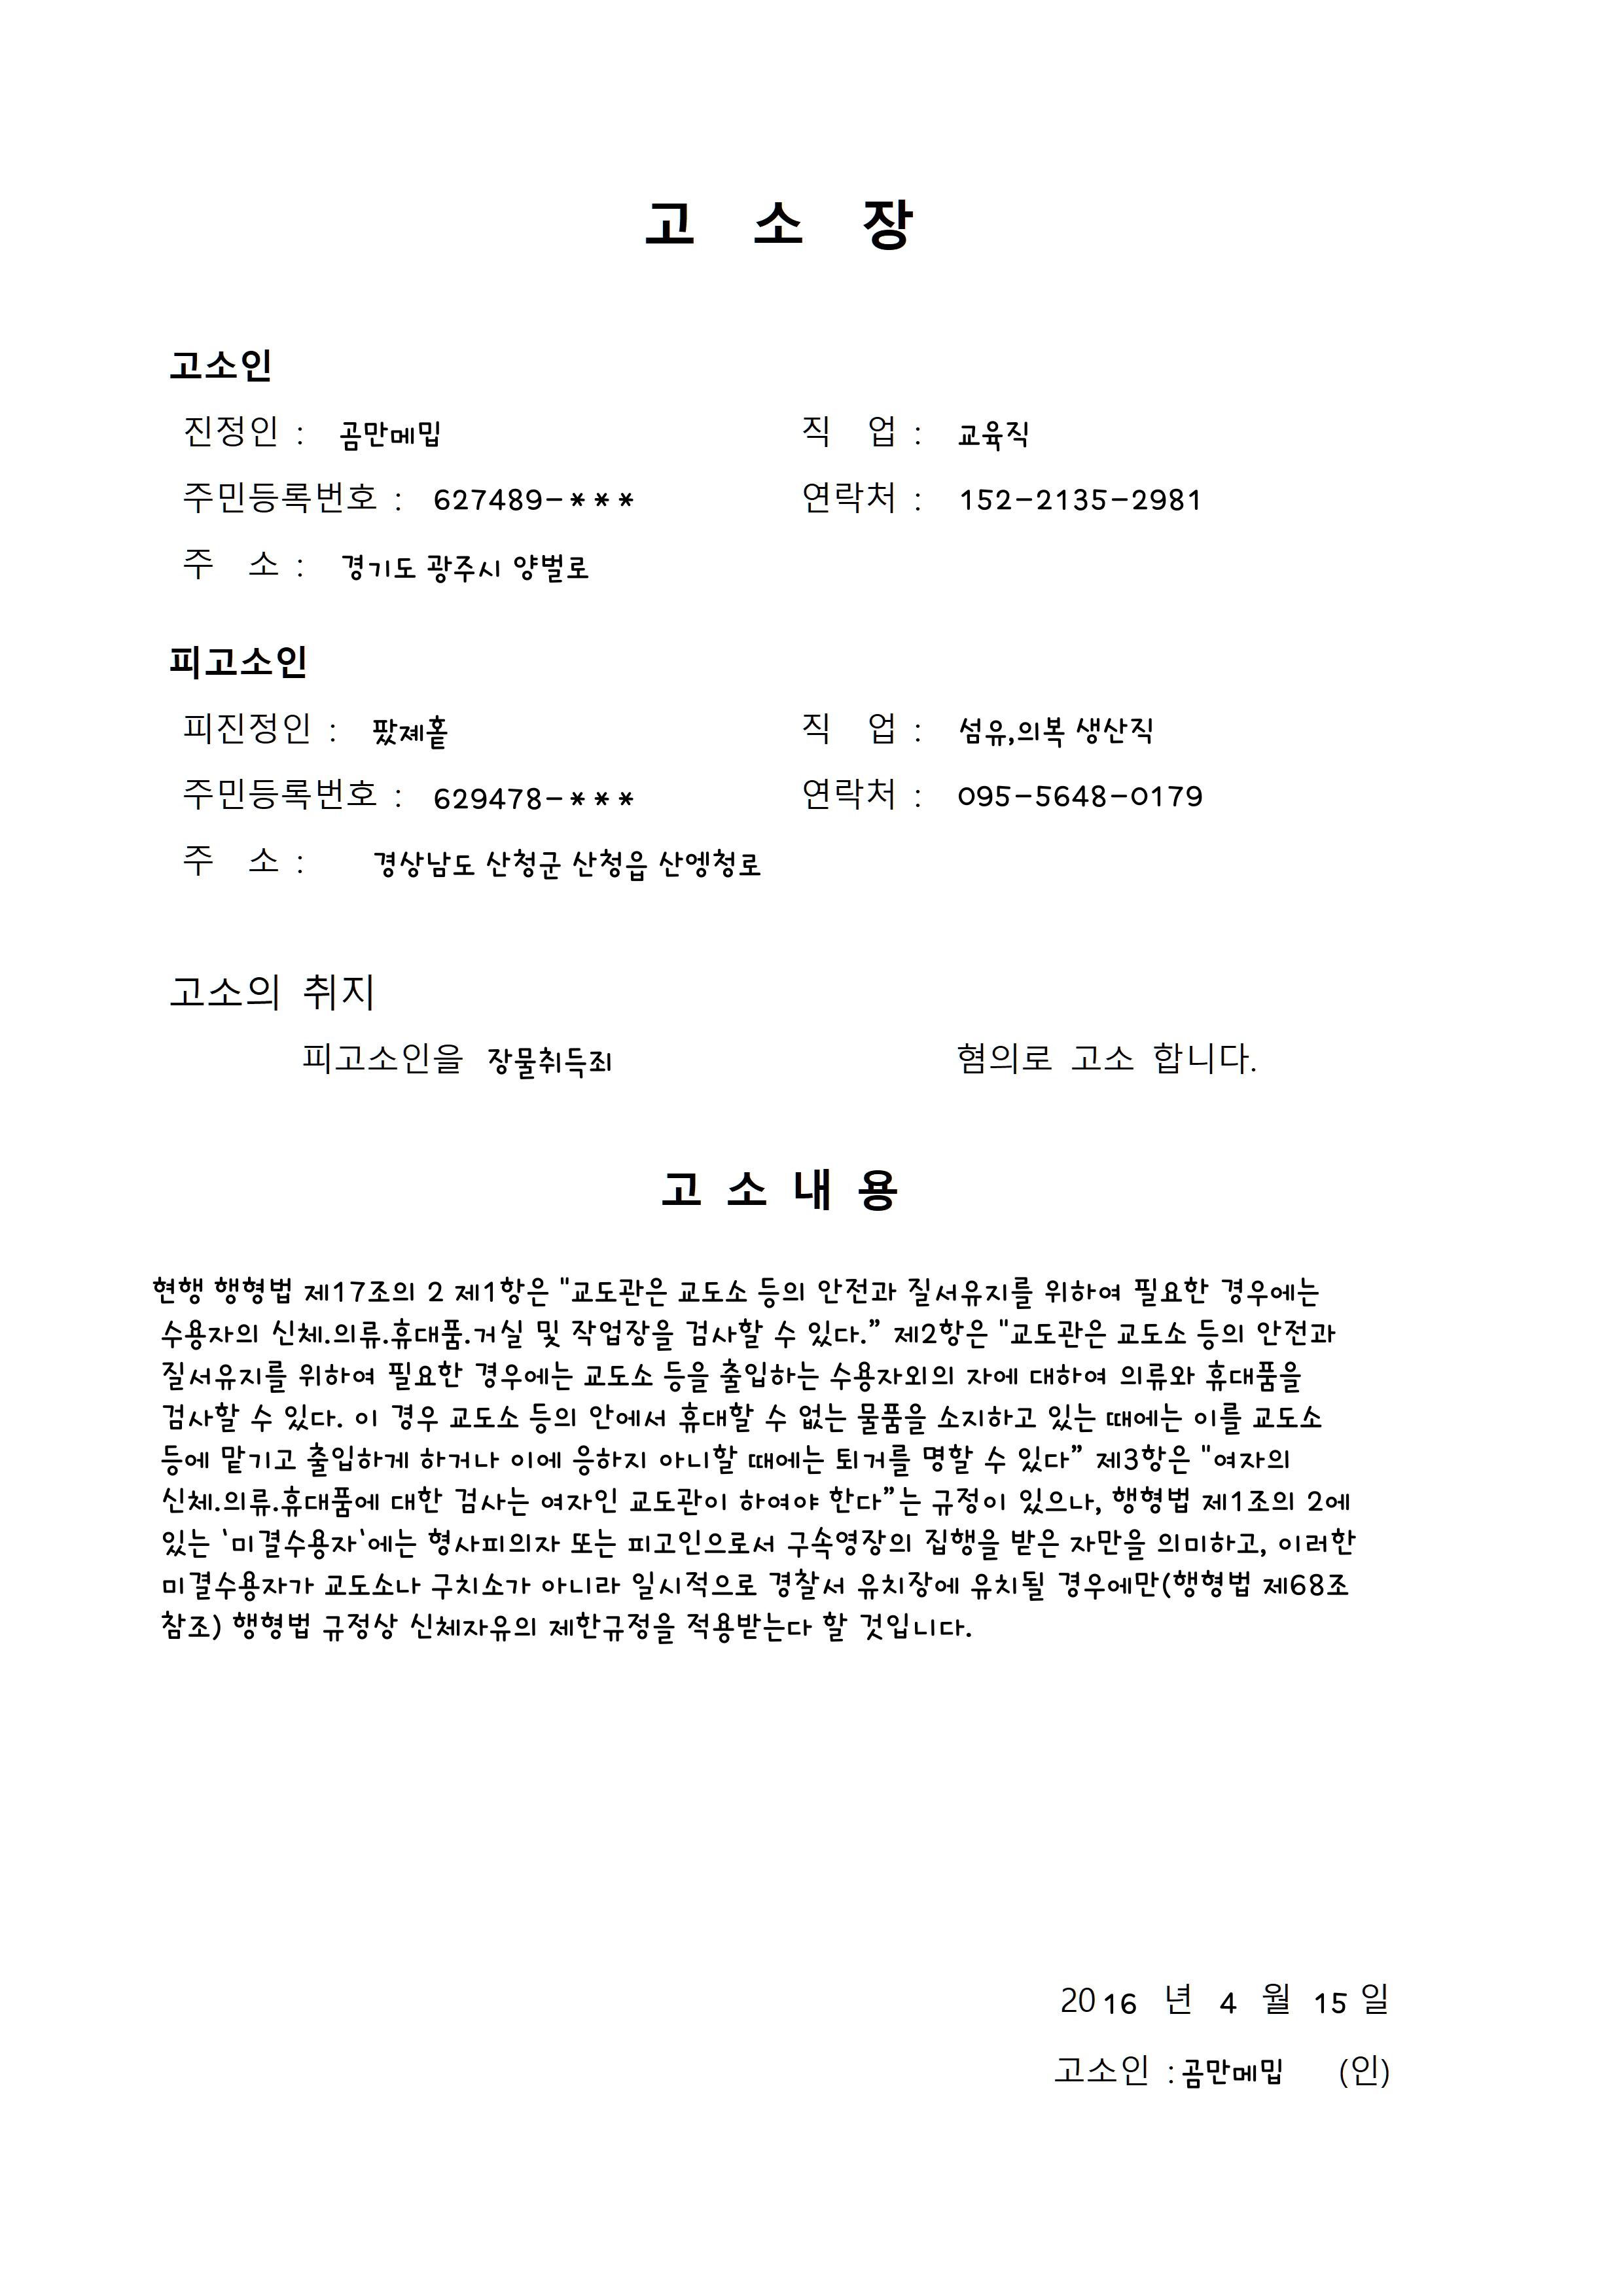 고 소 장
고소인
진정인 : 곰만메밉 직 업 : 교육직
주민등록번호 : 627489-*** 연락처 : 152-2135-2981
주 소 : 경기도 광주시 양벌로
피고소인
피진정인 : 팞졔홑 직 업 : 섬유,의복 생산직
주민등록번호 : 629478-*** 연락처 : 095-5648-0179
주 소 : 경상남도 산청군 산청읍 산엥청로
고소의 취지
피고소인을 장물취득죄 혐의로 고소 합니다.
고 소 내 용
현행 행형법 제17조의 2 제1항은 "교도관은 교도소 등의 안전과 질서유지를 위하여 필요한 경우에는
수용자의 신체.의류.휴대품.거실 및 작업장을 검사할 수 있다.” 제2항은 "교도관은 교도소 등의 안전과
질서유지를 위하여 필요한 경우에는 교도소 등을 출입하는 수용자외의 자에 대하여 의류와 휴대품을
검사할 수 있다. 이 경우 교도소 등의 안에서 휴대할 수 없는 물품을 소지하고 있는 때에는 이를 교도소
등에 맡기고 출입하게 하거나 이에 응하지 아니할 때에는 퇴거를 명할 수 있다” 제3항은 "여자의
신체.의류.휴대품에 대한 검사는 여자인 교도관이 하여야 한다”는 규정이 있으나, 행형법 제1조의 2에
있는 '미결수용자'에는 형사피의자 또는 피고인으로서 구속영장의 집행을 받은 자만을 의미하고, 이러한
미결수용자가 교도소나 구치소가 아니라 일시적으로 경찰서 유치장에 유치될 경우에만(행형법 제68조
참조) 행형법 규정상 신체자유의 제한규정을 적용받는다 할 것입니다.
2016 년 4 월 15 일
고소인 : 곰만메밉 (인)